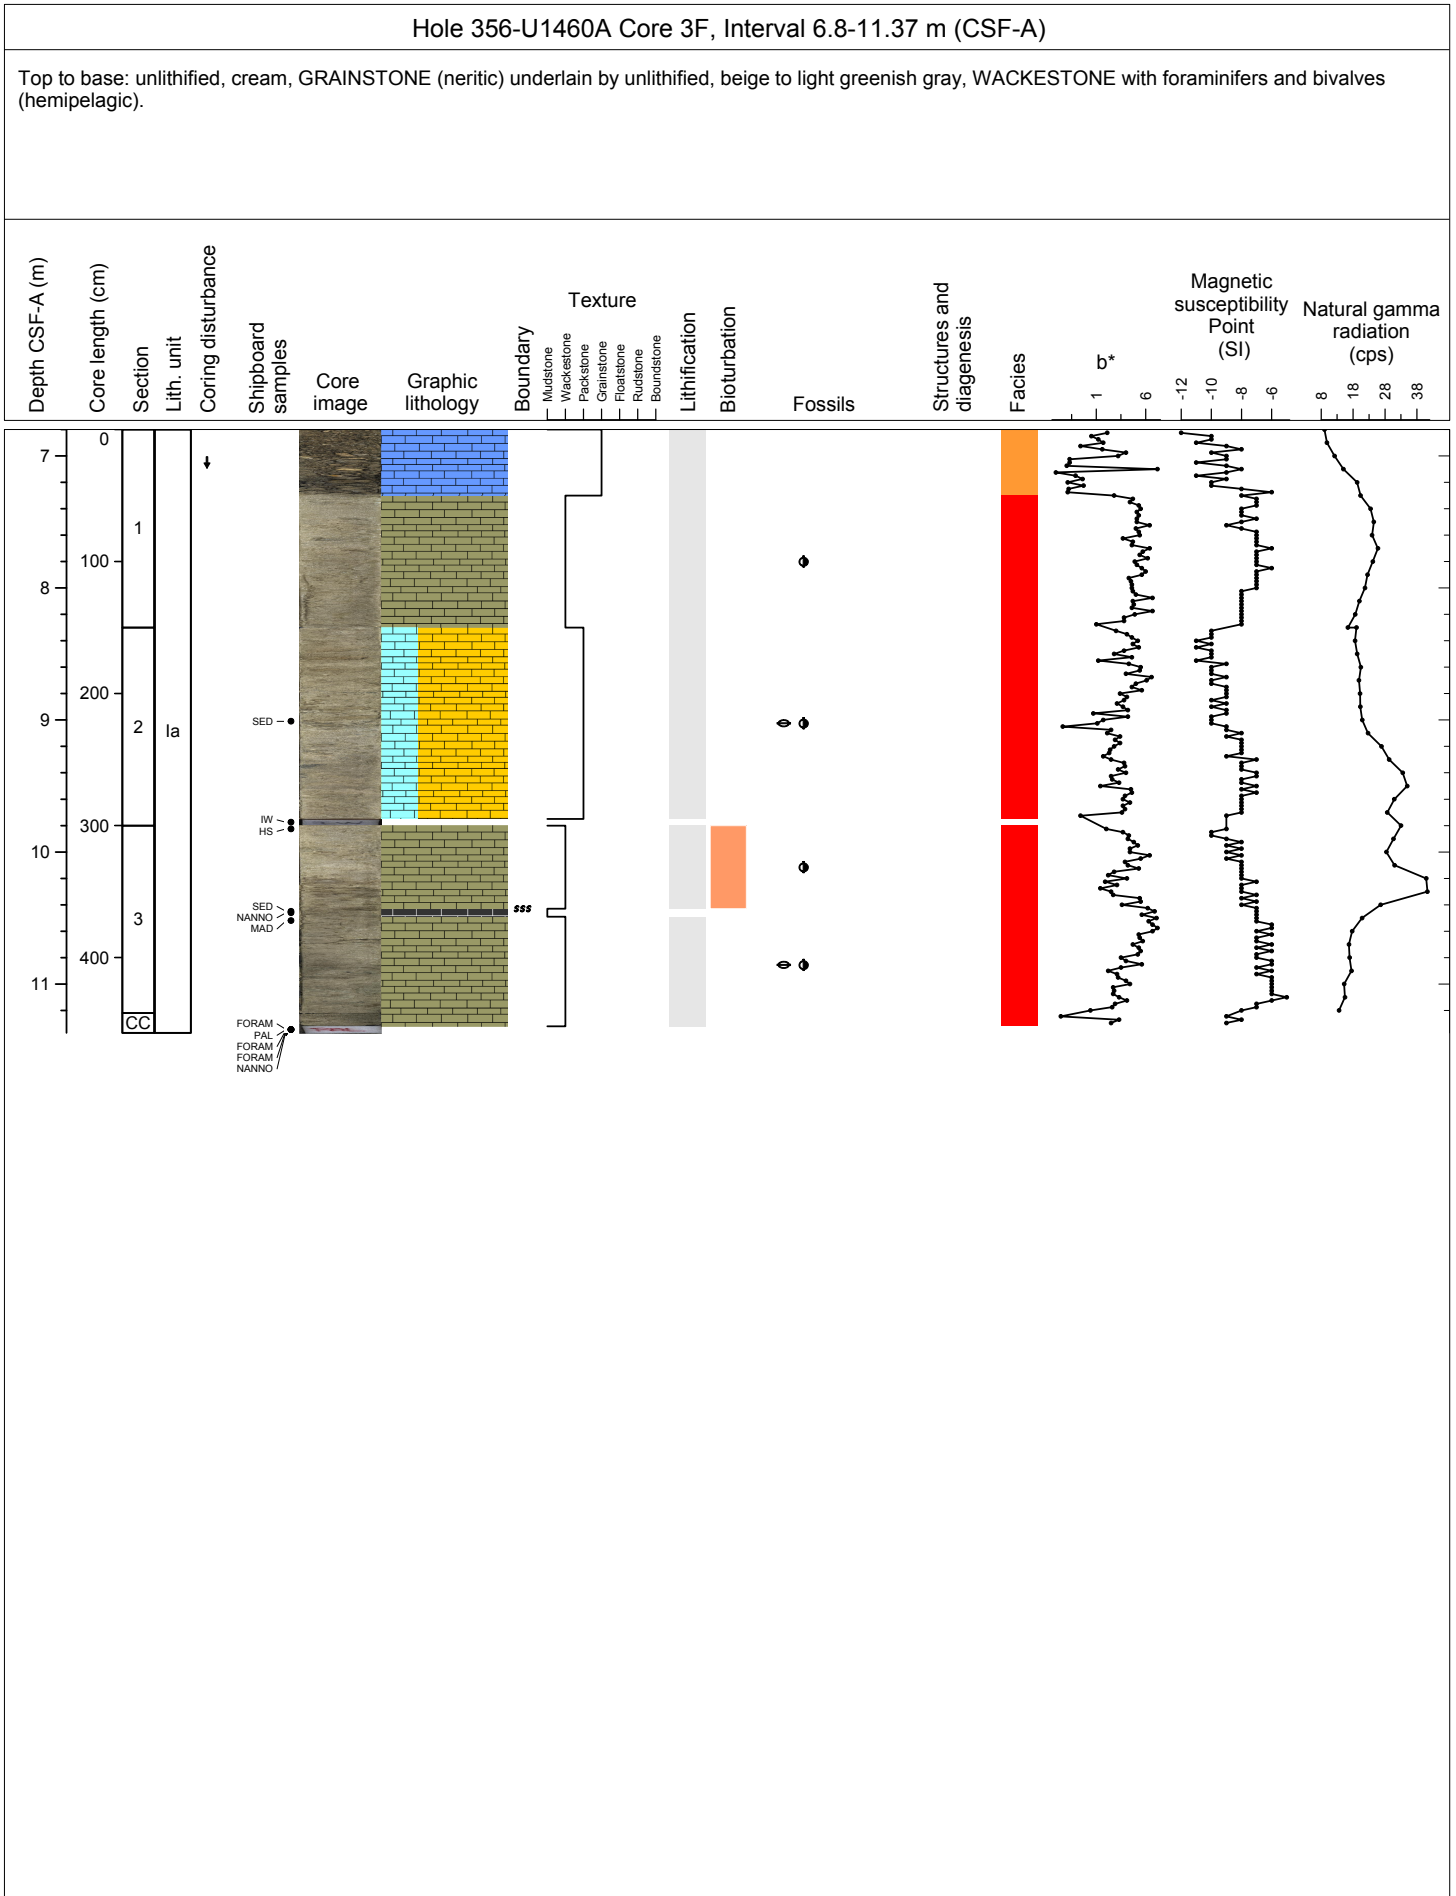 Hole 356-U1460A Core 3F, Interval 6.8-11.37 m (CSF-A)
Top to base: unlithified, cream, GRAINSTONE (neritic) underlain by unlithified, beige to light greenish gray, WACKESTONE with foraminifers and bivalves
(hemipelagic).
Depth CSF-A (m)
Core length (cm)
Section
Lith. unit
Coring disturbance
Shipboard
samples
Core
image
Graphic
lithology
Boundary
Texture
Mudstone
Wackestone
Packstone
Grainstone
Floatstone
Rudstone
Boundstone
Lithification
Bioturbation
Fossils
Structures and
diagenesis
Facies
b*
1 6
Magnetic
susceptibility
Point
(SI)
-12 -10 -8 -6
Natural gamma
radiation
(cps)
8 18 28 38
7
8
9
10
11
0
100
200
300
400
1
2
3
CC
Ia
SED
IW
HS
SED
NANNO
MAD
FORAM
PAL
FORAM
FORAM
NANNO
sss